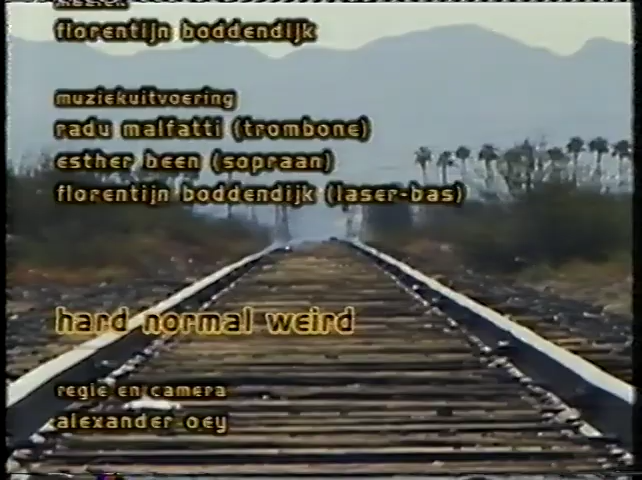 florentijn boddendijk
muziekuitvoering
radu malfatti (trombone)
esther been (sopraan)
florentijn boddendijk (laser-bas)
hard normal weird
regie en camera
alexander oey